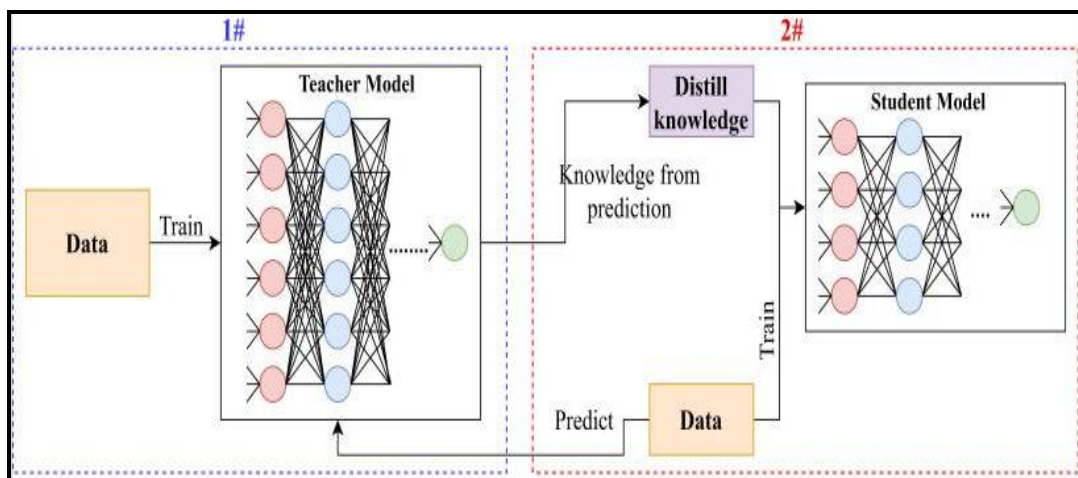 1#
Teacher Model
Data
Train
2#
Distill
knowledge
Knowledge from
prediction
Student Model
Train
Predict
Data